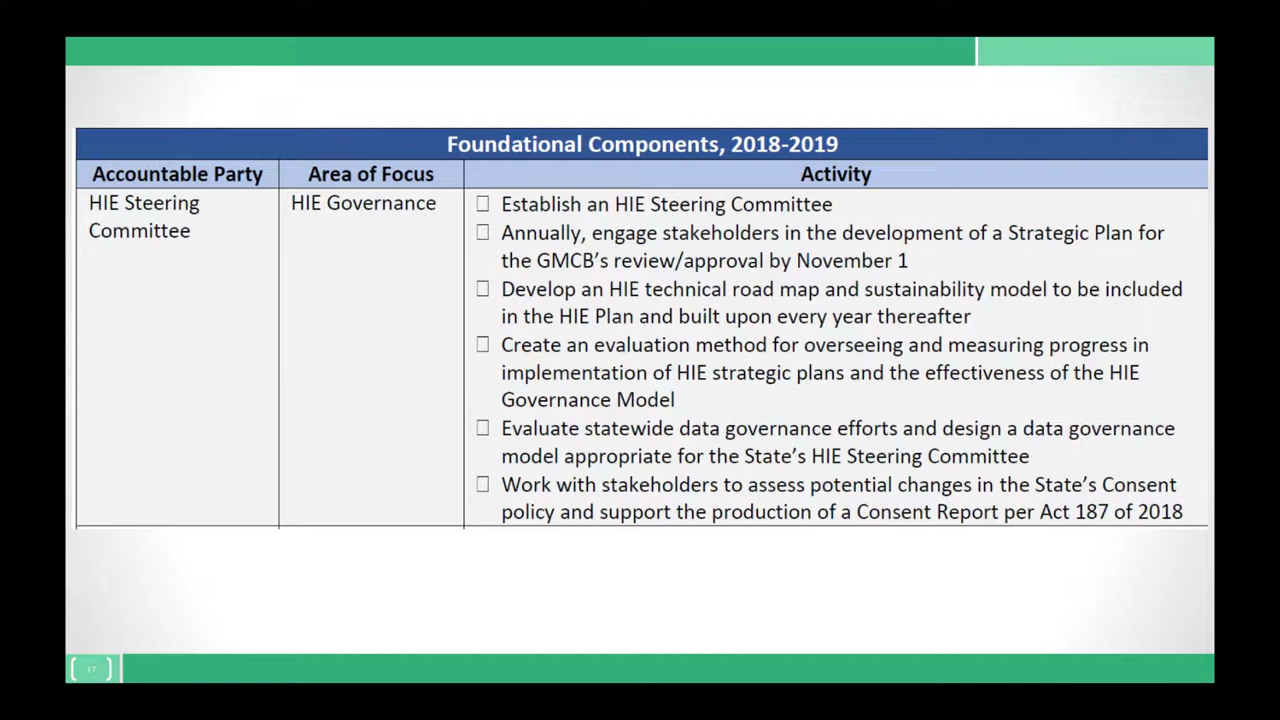 Foundational Components, 2018-2019
Accountable Party
Area of Focus
Activity
HIE Steering
Committee
HIE Governance
☐ Establish an HIE Steering Committee
☐ Annually, engage stakeholders in the development of a Strategic Plan for
the GMCB's review/approval by November 1
☐ Develop an HIE technical road map and sustainability model to be included
in the HIE Plan and built upon every year thereafter
☐ Create an evaluation method for overseeing and measuring progress in
implementation of HIE strategic plans and the effectiveness of the HIE
Governance Model
☐ Evaluate statewide data governance efforts and design a data governance
model appropriate for the State's HIE Steering Committee
☐ Work with stakeholders to assess potential changes in the State's Consent
policy and support the production of a Consent Report per Act 187 of 2018
17